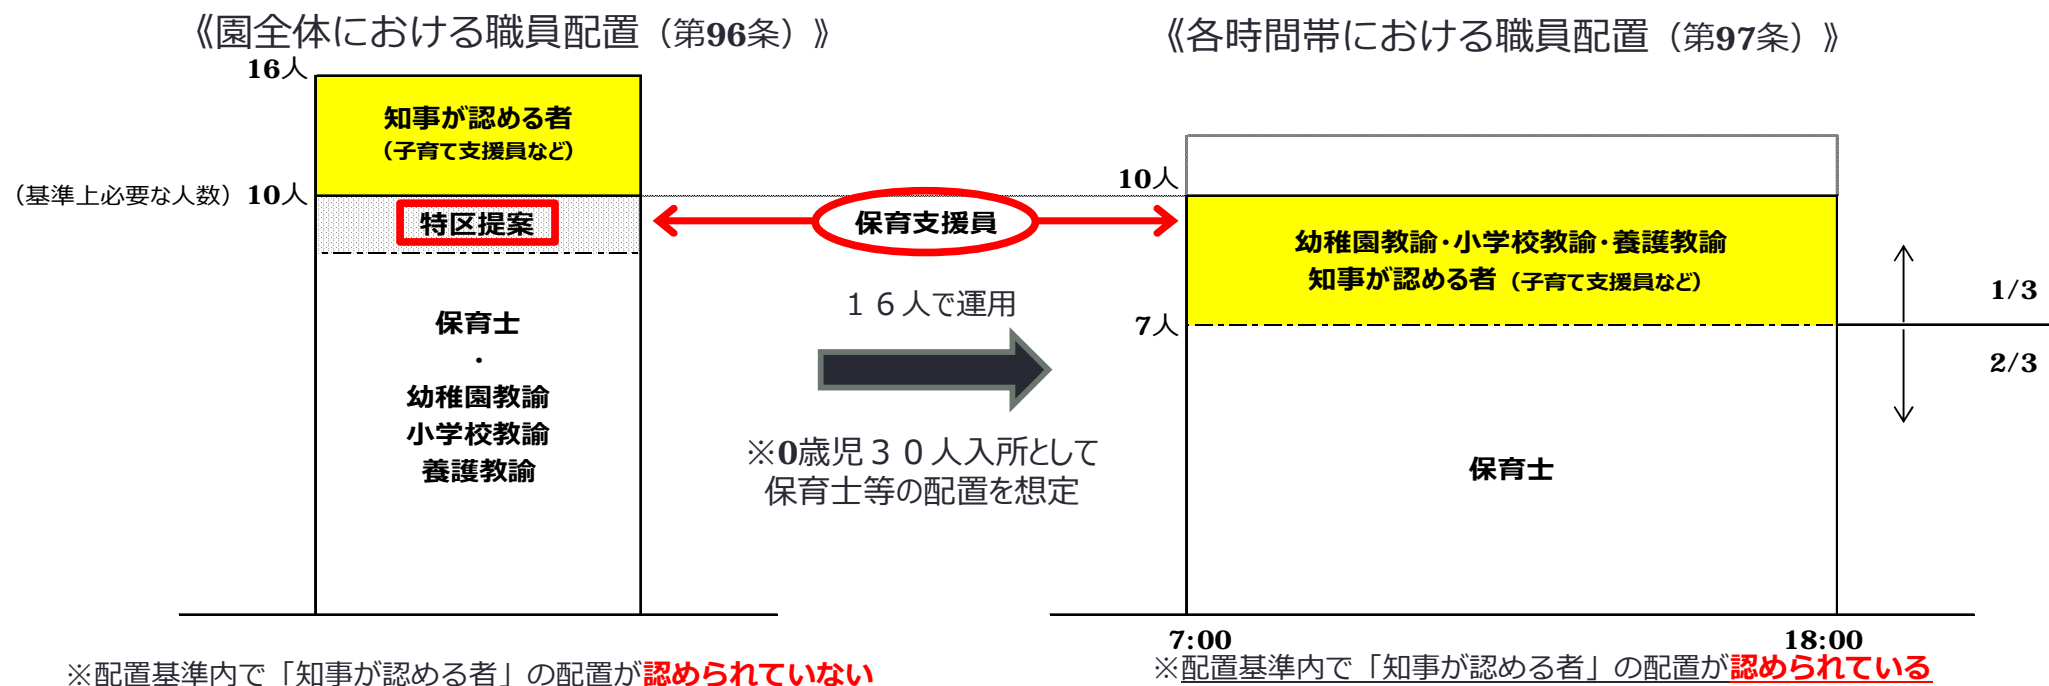 《園全体における職員配置（第96条）》
16人
知事が認める者
（子育て支援員など）
（基準上必要な人数）10人
特区提案
保育士
・
幼稚園教諭
小学校教諭
養護教諭
※配置基準内で「知事が認める者」の配置が認められていない
保育支援員
１６人で運用
※0歳児３０人入所として
保育士等の配置を想定
《各時間帯における職員配置（第97条）》
10人
幼稚園教諭・小学校教諭・養護教諭
知事が認める者（子育て支援員など）
7人
1/3
2/3
保育士
7:00
18:00
※配置基準内で「知事が認める者」の配置が認められている